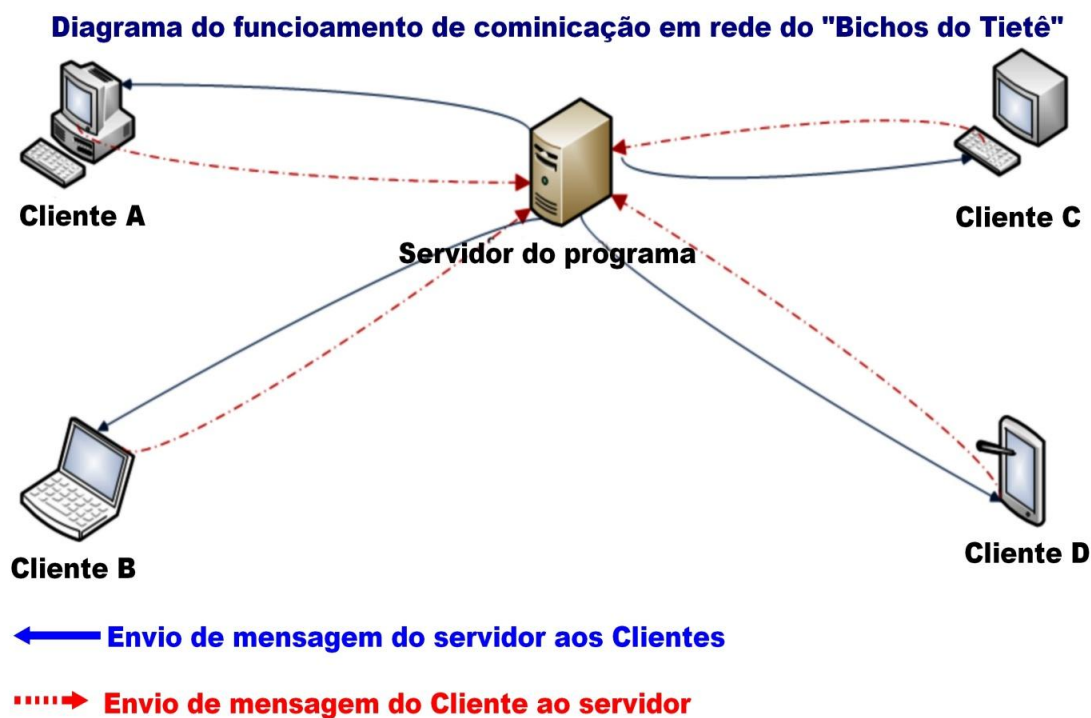 Diagrama do funcioamento de cominicação em rede do "Bichos do Tietê"
Cliente A
Cliente C
Servidor do programa
Cliente B
Cliente D
Envio de mensagem do servidor aos Clientes
Envio de mensagem do Cliente ao servidor